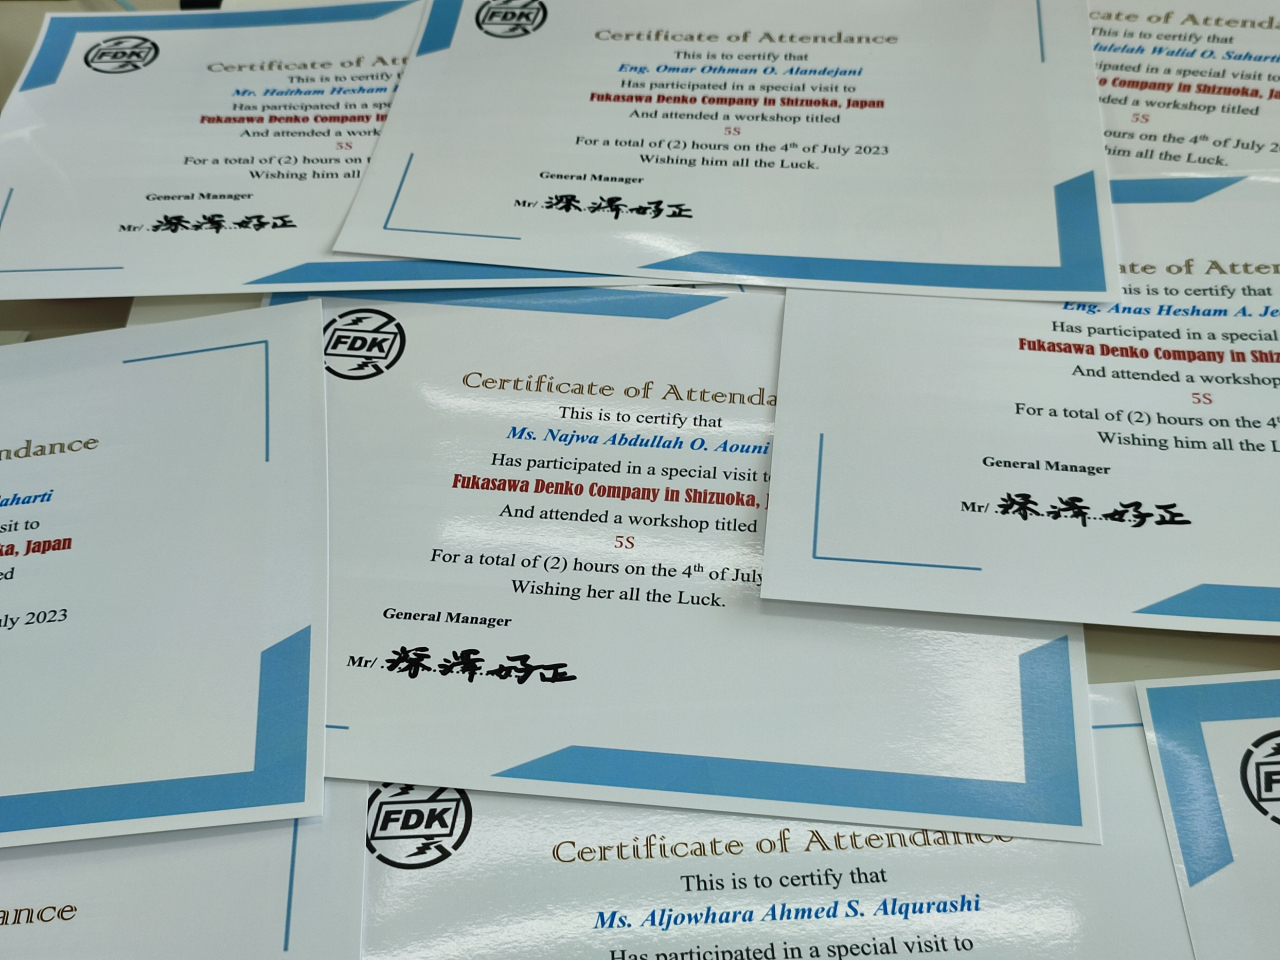 FDK
Certificate of Att
This is to certify t
Mr. Haitham Hesham
Has participated in a sp
Fukasawa Denko Company in
And attended a work
5S
For a total of (2) hours on
Wishing him all
General Manager
Mr/ 深澤 好正
FDK
Certificate of Attendance
This is to certify that
Eng. Omar Othman O. Alandejani
Has participated in a special visit to
Fukasawa Denko Company in Shizuoka, Japan
And attended a workshop titled
5S
For a total of (2) hours on the 4th of July 2023
Wishing him all the Luck.
General Manager
Mr/ 深澤 好正
cate of Attenda
is to certify that
dulelah Walid O. Saharti
ipated in a special visit to
o Company in Shizuoka, Ja
ded a workshop titled
5S
ours on the 4th of July 20
him all the Luck.
ndance
aharti
sit to
ka, Japan
ed
uly 2023
FDK
Certificate of Attenda
This is to certify that
Ms. Najwa Abdullah O. Aouni
Has participated in a special visit t
Fukasawa Denko Company in Shizuoka, J
And attended a workshop titled
5S
For a total of (2) hours on the 4th of July
Wishing her all the Luck.
General Manager
Mr/ 深澤 好正
ate of Atten
his is to certify that
Eng. Anas Hesham A. Je
Has participated in a special
Fukasawa Denko Company in Shiz
And attended a workshop
5S
For a total of (2) hours on the 4
Wishing him all the L
General Manager
Mr/ 深澤 好正
ance
FDK
Certificate of Attendance
This is to certify that
Ms. Aljowhara Ahmed S. Alqurashi
Has participated in a special visit to
F